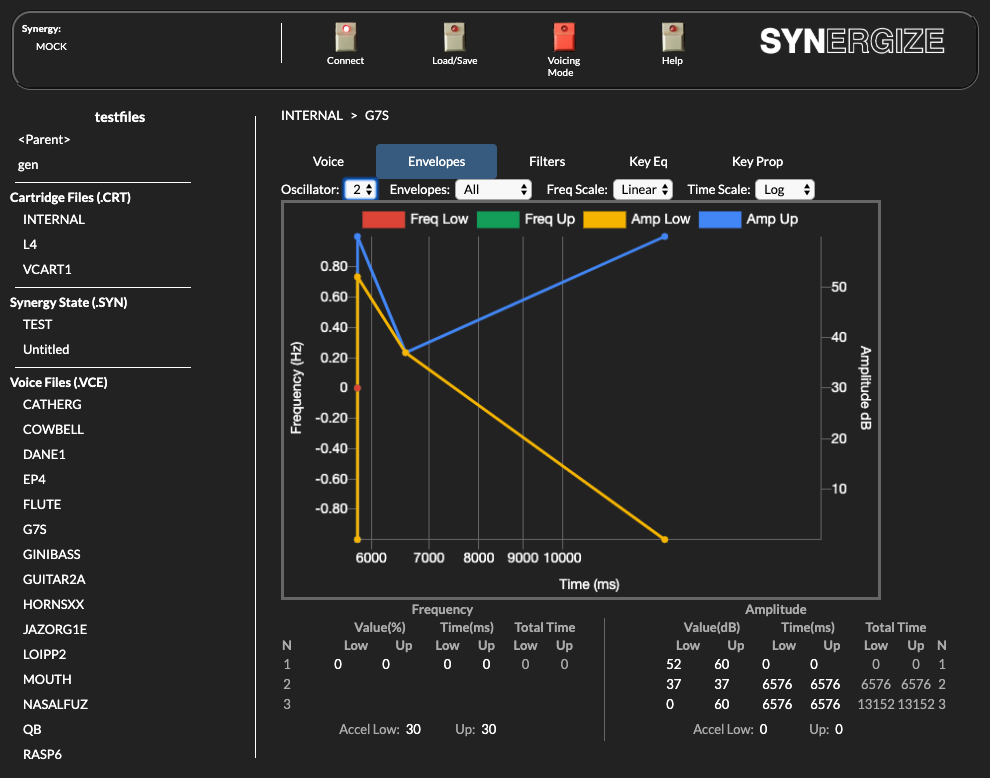 Synergy:
MOCK
Connect
Load/Save
Voicing
Mode
Help
SYNERGIZE
testfiles
<Parent>
gen
Cartridge Files (.CRT)
INTERNAL
L4
VCART1
Synergy State (.SYN)
TEST
Untitled
Voice Files (.VCE)
CATHERG
COWBELL
DANE1
EP4
FLUTE
G7S
GINIBASS
GUITAR2A
HORNSXX
JAZORG1E
LOIPP2
MOUTH
NASALFUZ
QB
RASP6
INTERNAL > G7S
Voice Envelopes Filters Key Eq Key Prop
Oscillator: 2 Envelopes: All Freq Scale: Linear Time Scale: Log
Freq Low Freq Up Amp Low Amp Up
0.80
0.60
0.40
0.20
0
-0.20
-0.40
-0.60
-0.80
Frequency (Hz)
50
40
30
20
10
Amplitude dB
6000 7000 8000 9000 10000
Time (ms)
Frequency Amplitude
Value(%) Time(ms) Total Time Value(dB) Time(ms) Total Time
N Low Up Low Up Low Up Low Up Low Up Low Up N
1 0 0 0 0 0 0 52 60 0 0 0 0 1
2 37 37 6576 6576 6576 6576 2
3 0 60 6576 6576 13152 13152 3
Accel Low: 30 Up: 30 Accel Low: 0 Up: 0